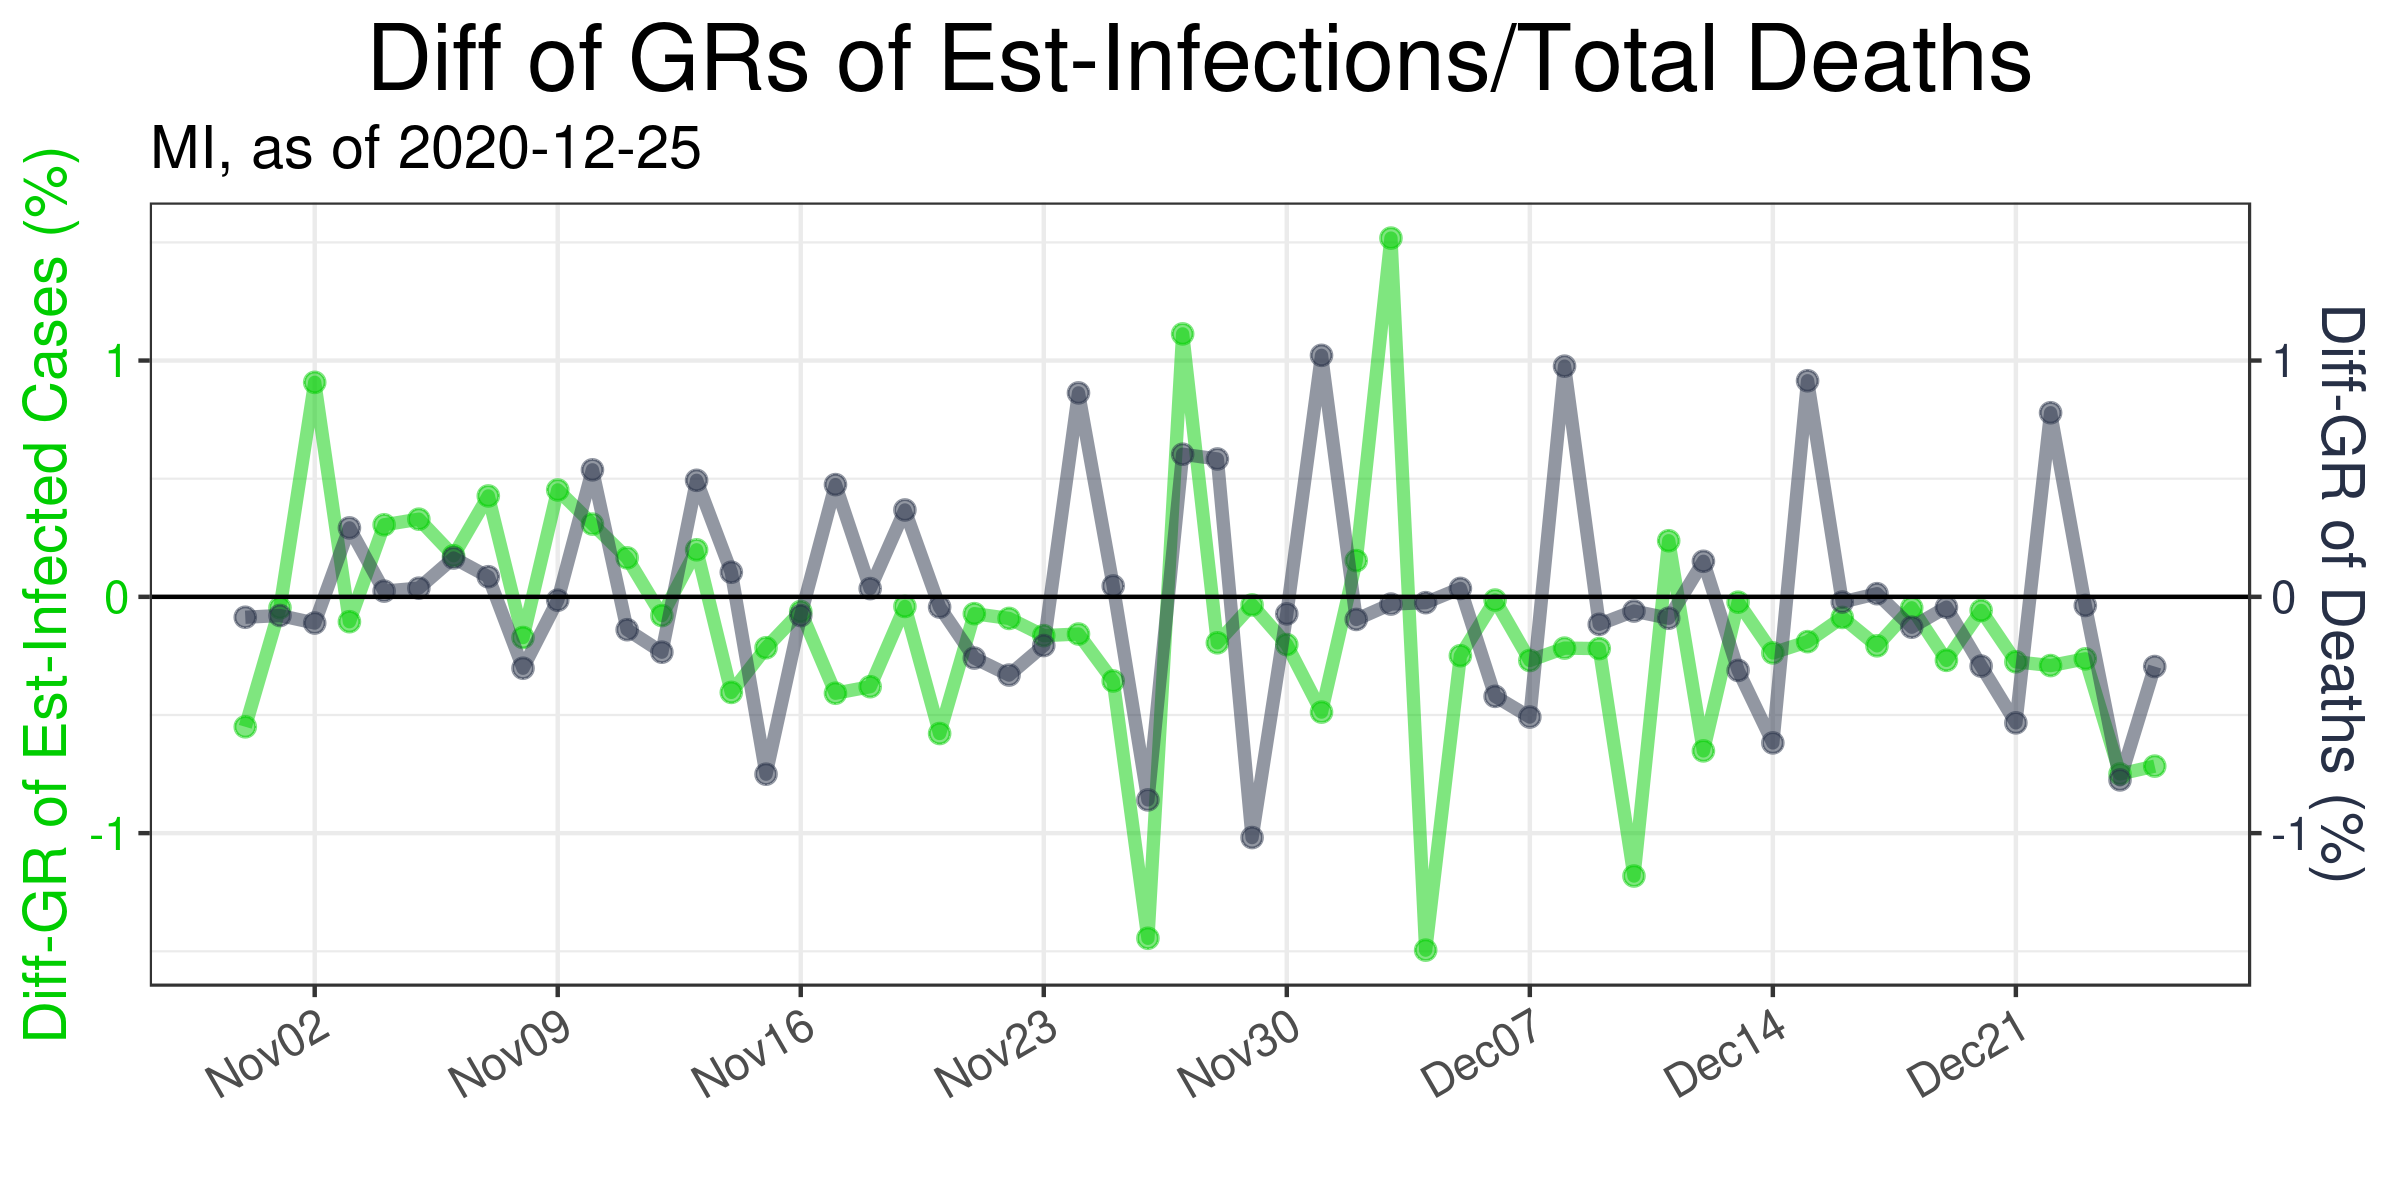 Diff of GRs of Est-Infections/Total Deaths
MI, as of 2020-12-25
Diff-GR of Est-Infected Cases (%)
1
0
-1
1
0
-1
Diff-GR of Deaths (%)
Nov02
Nov09
Nov16
Nov23
Nov30
Dec07
Dec14
Dec21